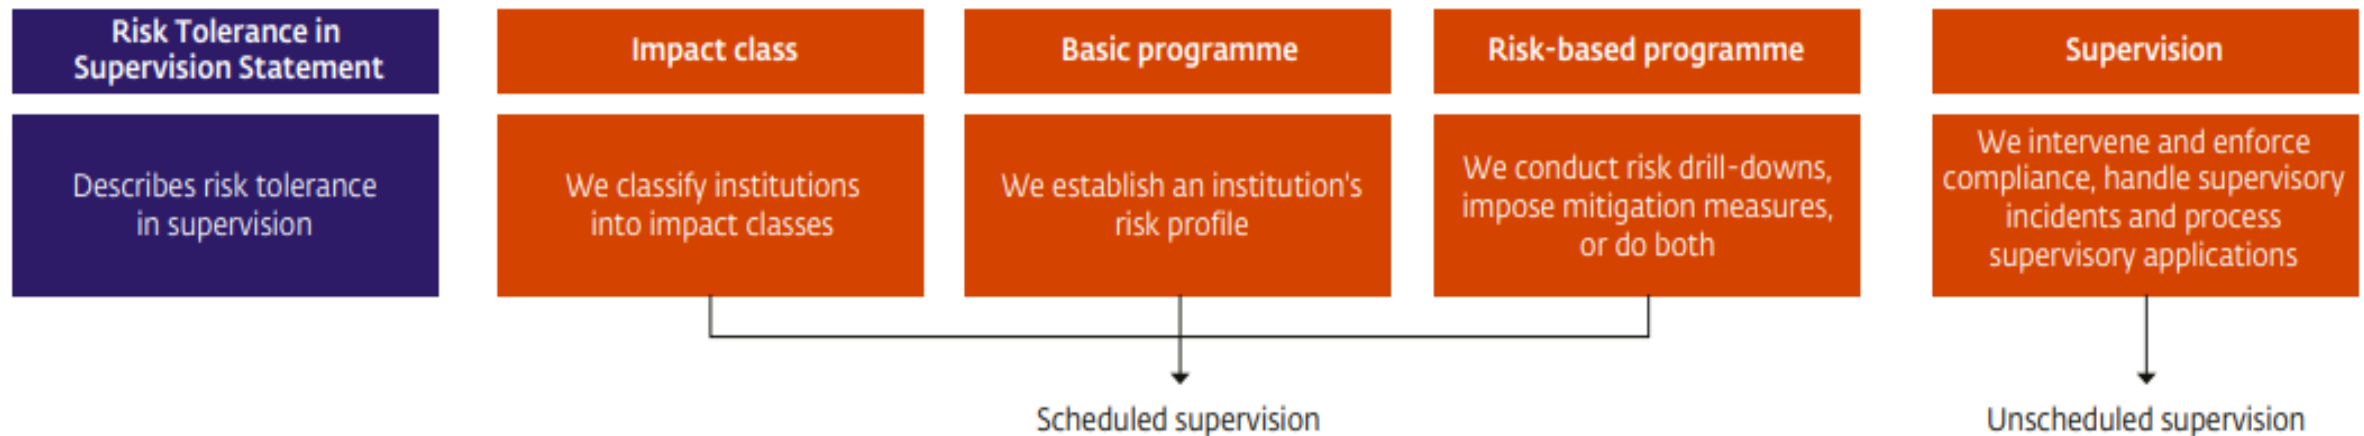 Risk Tolerance in
Supervision Statement
Impact class
Basic programme
Risk-based programme
Supervision
Describes risk tolerance
in supervision
We classify institutions
into impact classes
We establish an institution's
risk profile
We conduct risk drill-downs,
impose mitigation measures,
or do both
We intervene and enforce
compliance, handle supervisory
incidents and process
supervisory applications
Scheduled supervision
Unscheduled supervision